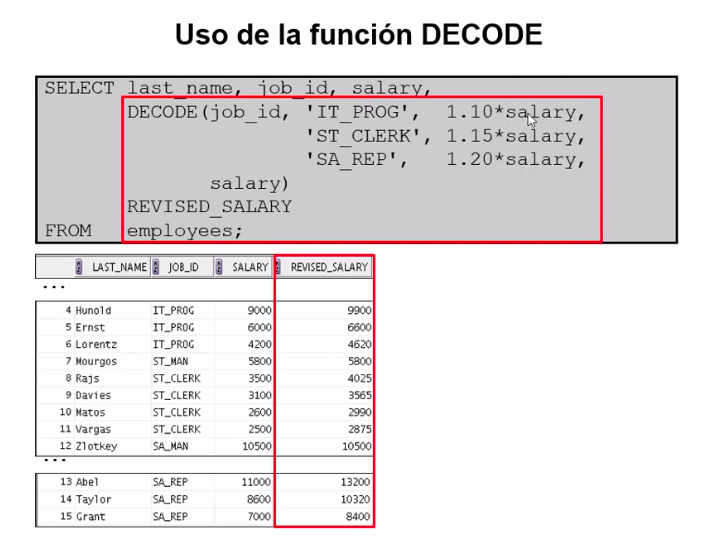 Uso de la función DECODE
SELECT last_name, job_id, salary,
DECODE(job_id, 'IT_PROG', 1.10*salary,
'ST_CLERK', 1.15*salary,
'SA_REP', 1.20*salary,
salary)
REVISED_SALARY
FROM employees;
LAST_NAME JOB_ID SALARY REVISED_SALARY
...
4 Hunold IT_PROG 9000 9900
5 Ernst IT_PROG 6000 6600
6 Lorentz IT_PROG 4200 4620
7 Mourgos ST_MAN 5800 5800
8 Rajs ST_CLERK 3500 4025
9 Davies ST_CLERK 3100 3565
10 Matos ST_CLERK 2600 2990
11 Vargas ST_CLERK 2500 2875
12 Zlotkey SA_MAN 10500 10500
...
13 Abel SA_REP 11000 13200
14 Taylor SA_REP 8600 10320
15 Grant SA_REP 7000 8400